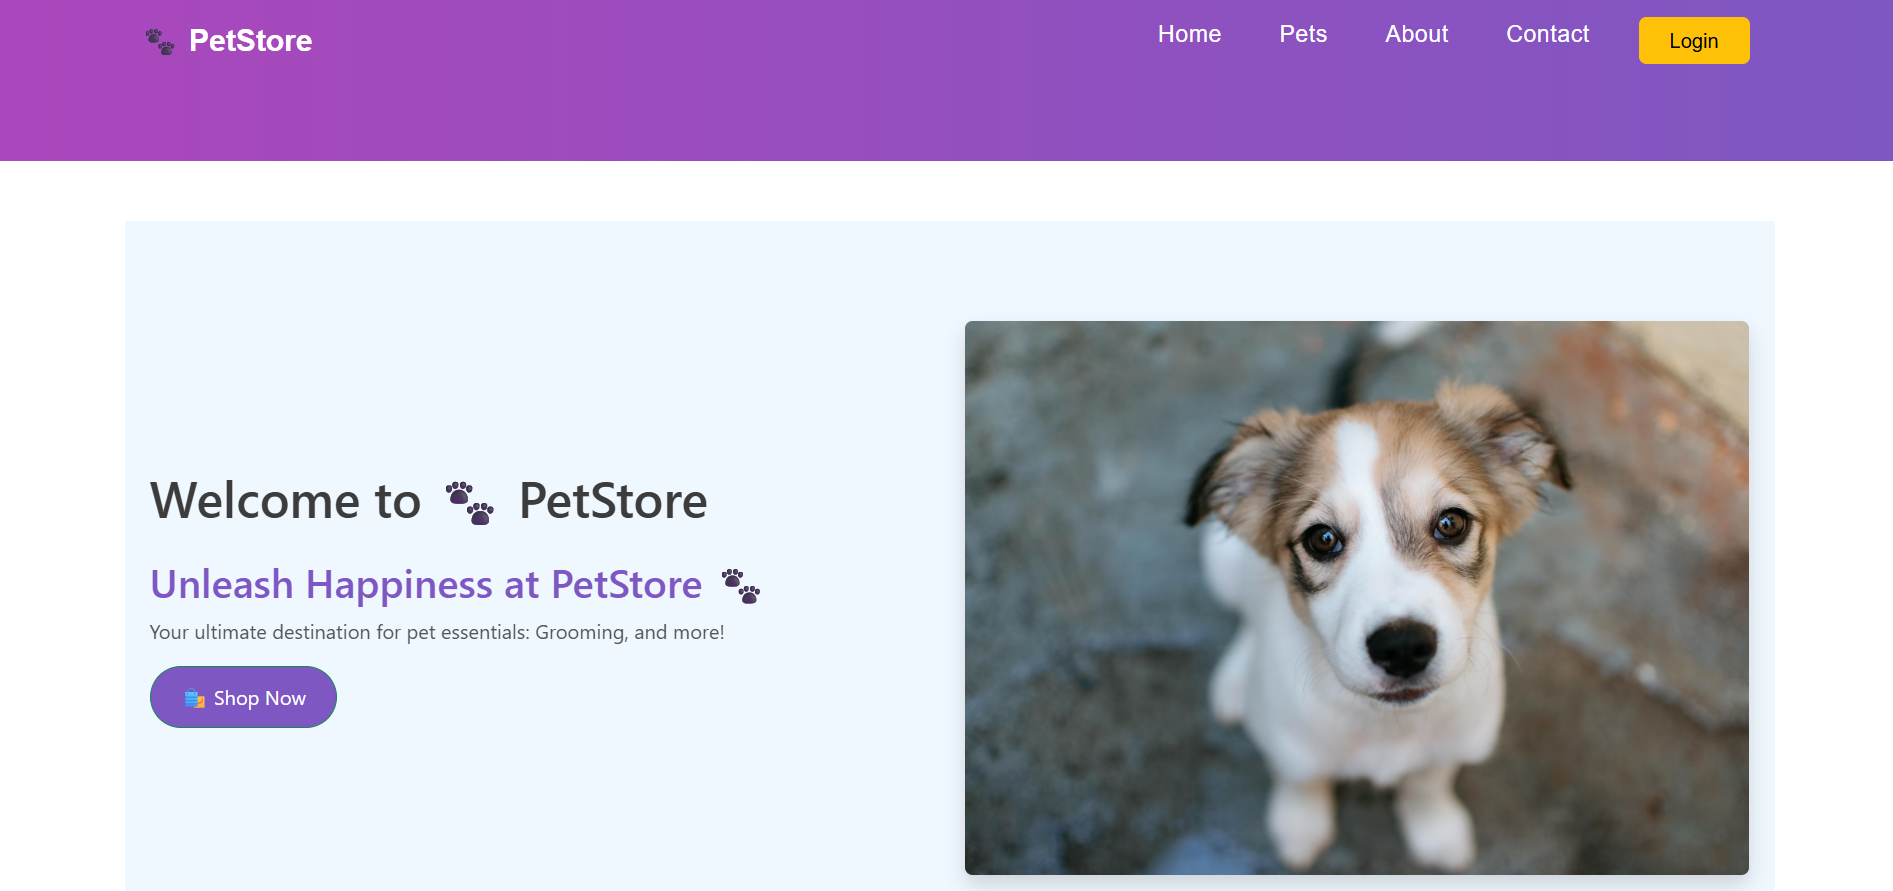 🐾 PetStore
Home Pets About Contact Login
Welcome to 🐾 PetStore
Unleash Happiness at PetStore 🐾
Your ultimate destination for pet essentials: Grooming, and more!
🛍️ Shop Now